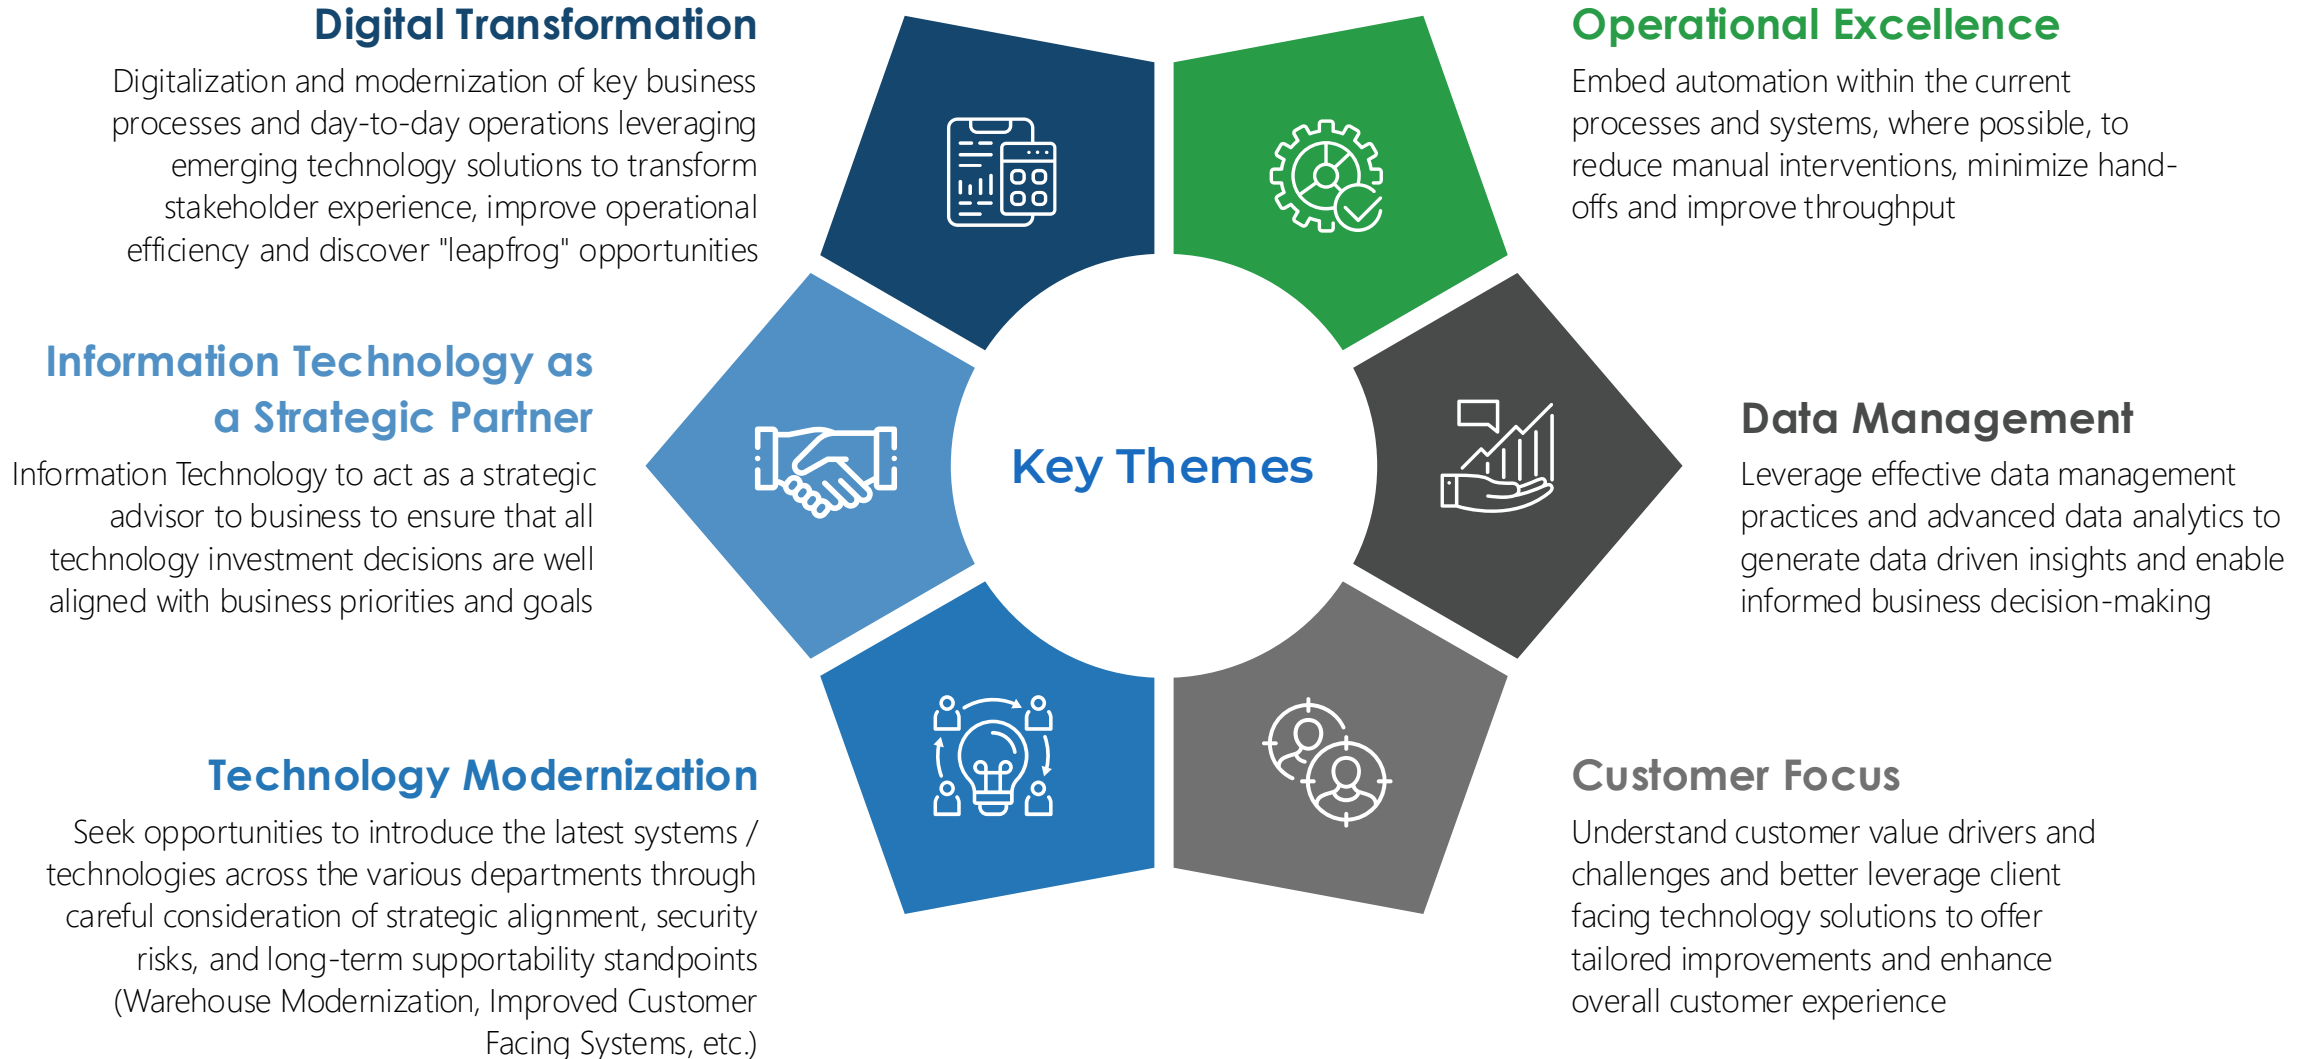 Digital Transformation
Digitalization and modernization of key business
processes and day-to-day operations leveraging
emerging technology solutions to transform
stakeholder experience, improve operational
efficiency and discover "leapfrog" opportunities
Operational Excellence
Embed automation within the current
processes and systems, where possible, to
reduce manual interventions, minimize hand-
offs and improve throughput
Information Technology as
a Strategic Partner
Information Technology to act as a strategic
advisor to business to ensure that all
technology investment decisions are well
aligned with business priorities and goals
Key Themes
Data Management
Leverage effective data management
practices and advanced data analytics to
generate data driven insights and enable
informed business decision-making
Technology Modernization
Seek opportunities to introduce the latest systems /
technologies across the various departments through
careful consideration of strategic alignment, security
risks, and long-term supportability standpoints
(Warehouse Modernization, Improved Customer
Facing Systems, etc.)
Customer Focus
Understand customer value drivers and
challenges and better leverage client
facing technology solutions to offer
tailored improvements and enhance
overall customer experience